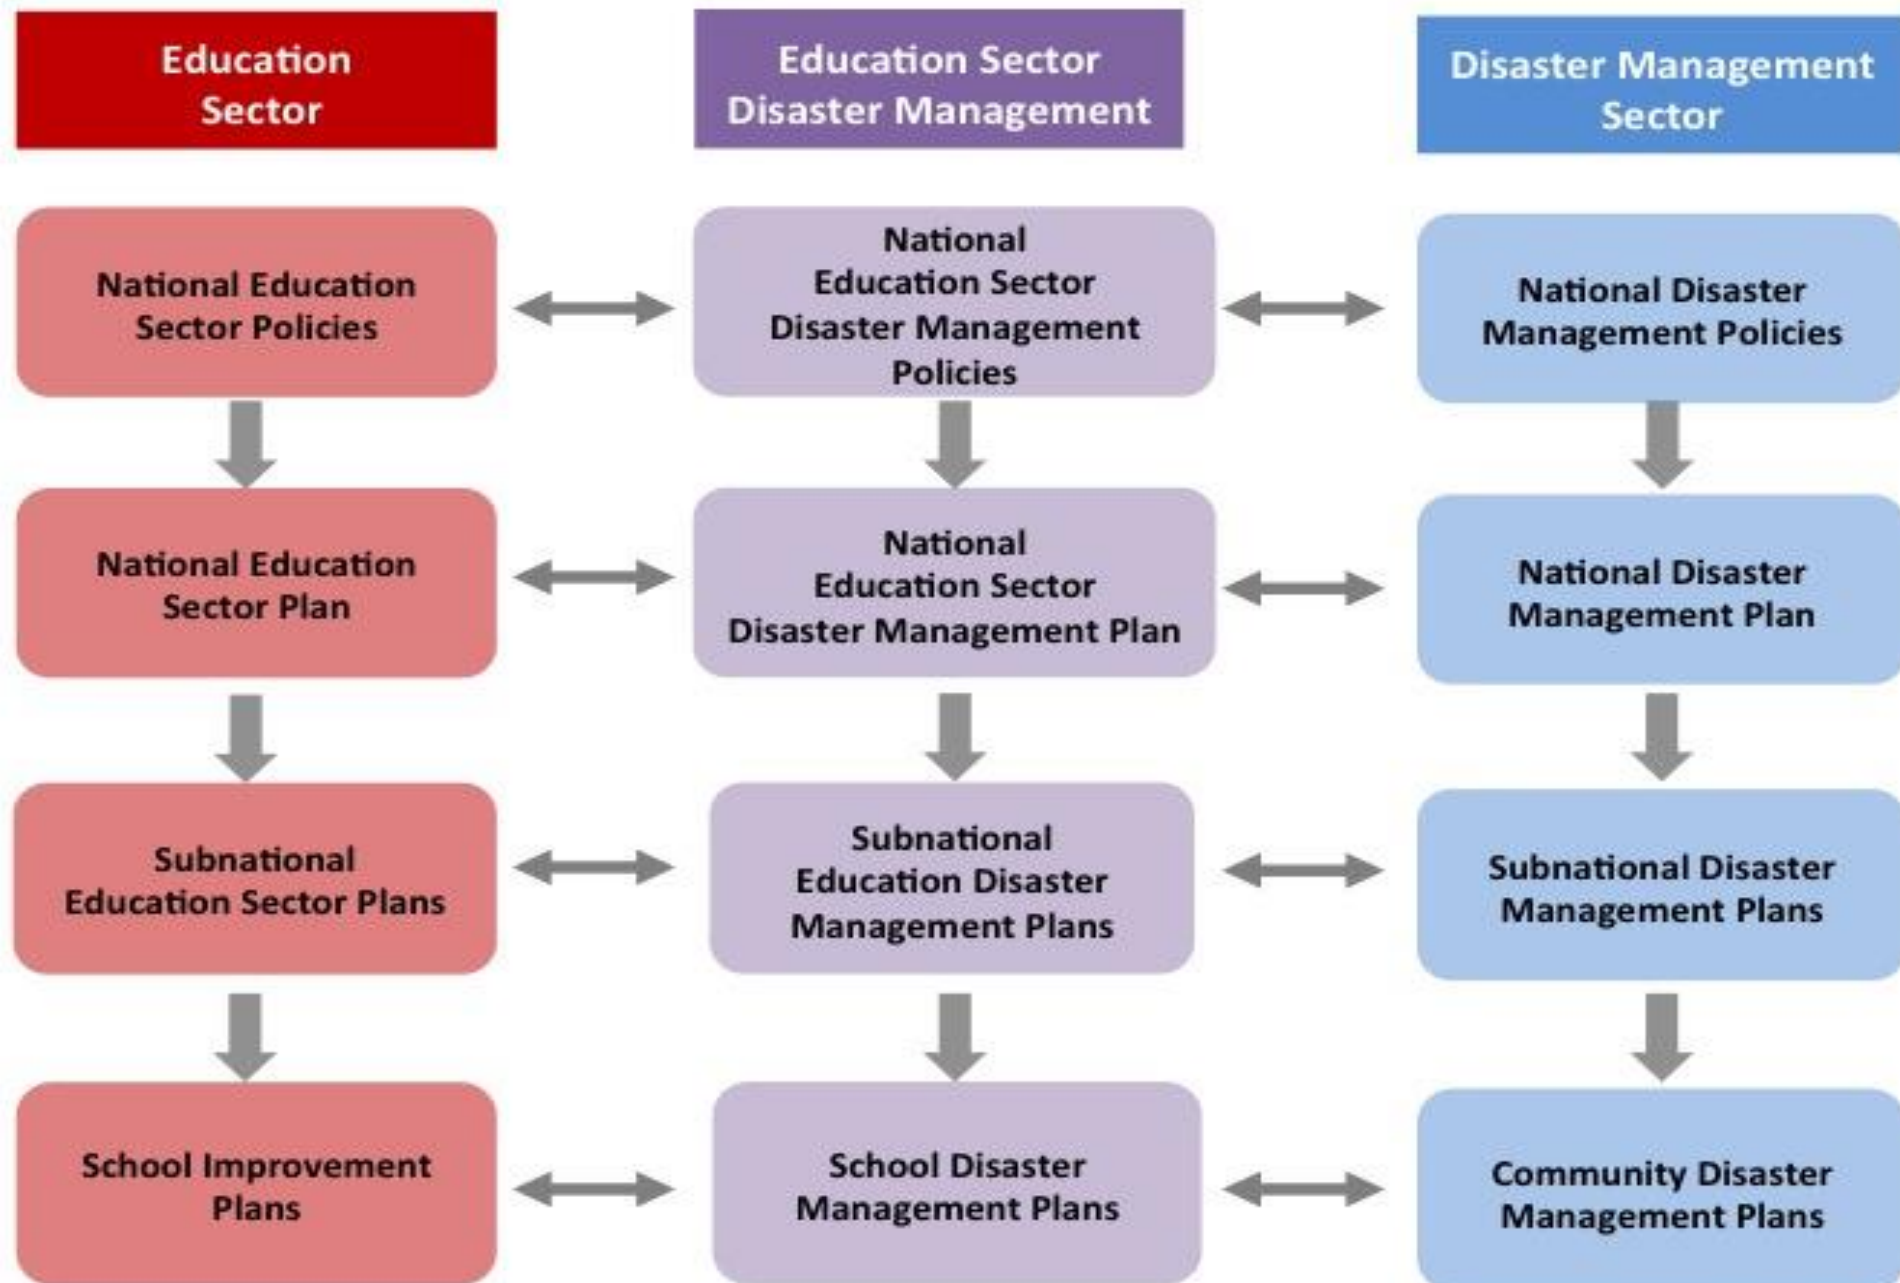 Education
Sector
Education Sector
Disaster Management
Disaster Management
Sector
National Education
Sector Policies
National
Education Sector
Disaster Management
Policies
National Disaster
Management Policies
National Education
Sector Plan
National
Education Sector
Disaster Management Plan
National Disaster
Management Plan
Subnational
Education Sector Plans
Subnational
Education Disaster
Management Plans
Subnational Disaster
Management Plans
School Improvement
Plans
School Disaster
Management Plans
Community Disaster
Management Plans